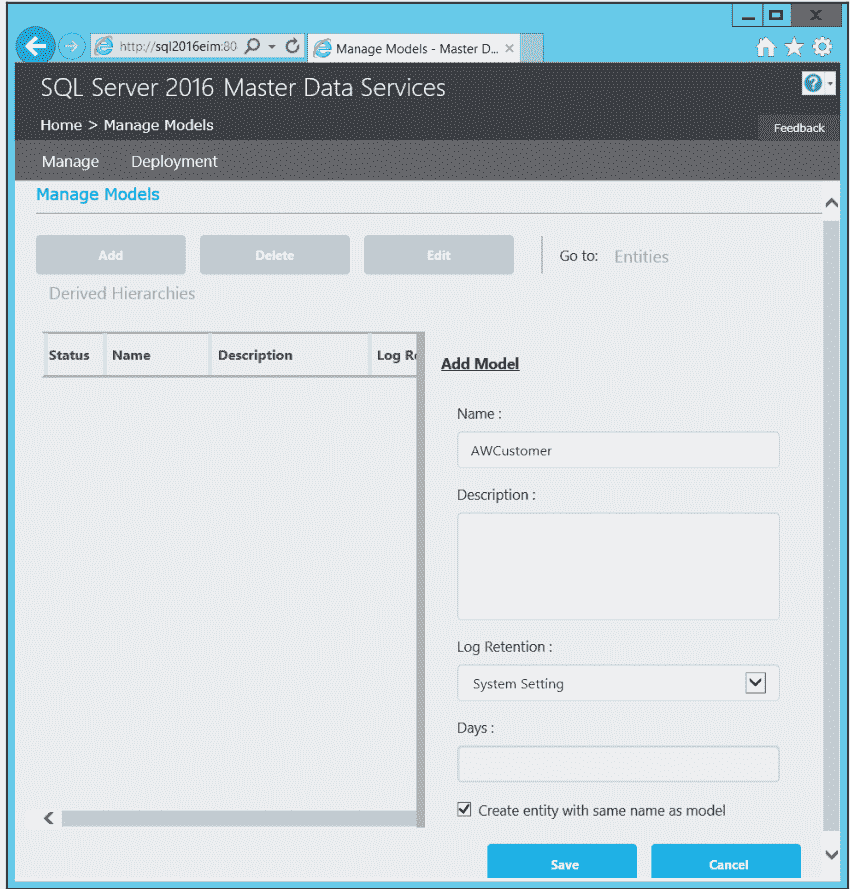 http://sql2016eim:80
Manage Models - Master D...
SQL Server 2016 Master Data Services
Home > Manage Models
Feedback
Manage Deployment
Manage Models
Add Delete Edit Go to: Entities
Derived Hierarchies
Status Name Description Log Re
Add Model
Name :
AWCustomer
Description :
Log Retention :
System Setting
Days :
Create entity with same name as model
Save Cancel